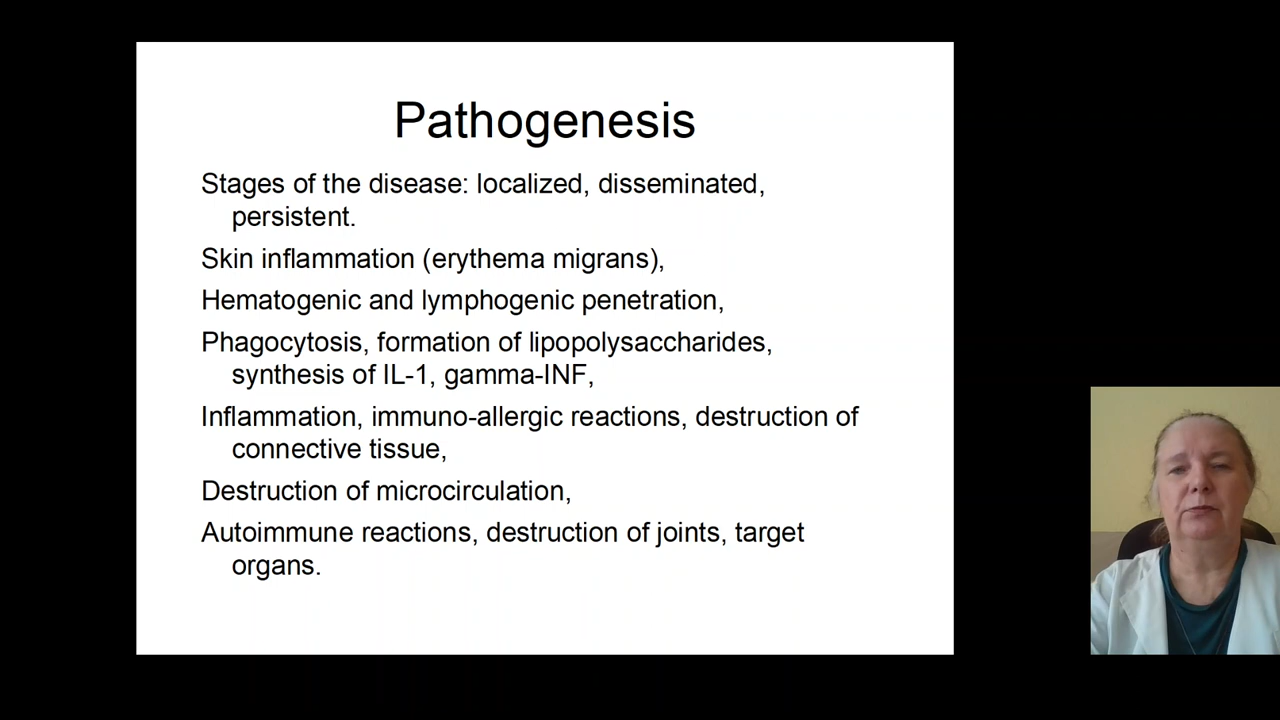 Pathogenesis
Stages of the disease: localized, disseminated,
persistent.
Skin inflammation (erythema migrans),
Hematogenic and lymphogenic penetration,
Phagocytosis, formation of lipopolysaccharides,
synthesis of IL-1, gamma-INF,
Inflammation, immuno-allergic reactions, destruction of
connective tissue,
Destruction of microcirculation,
Autoimmune reactions, destruction of joints, target
organs.